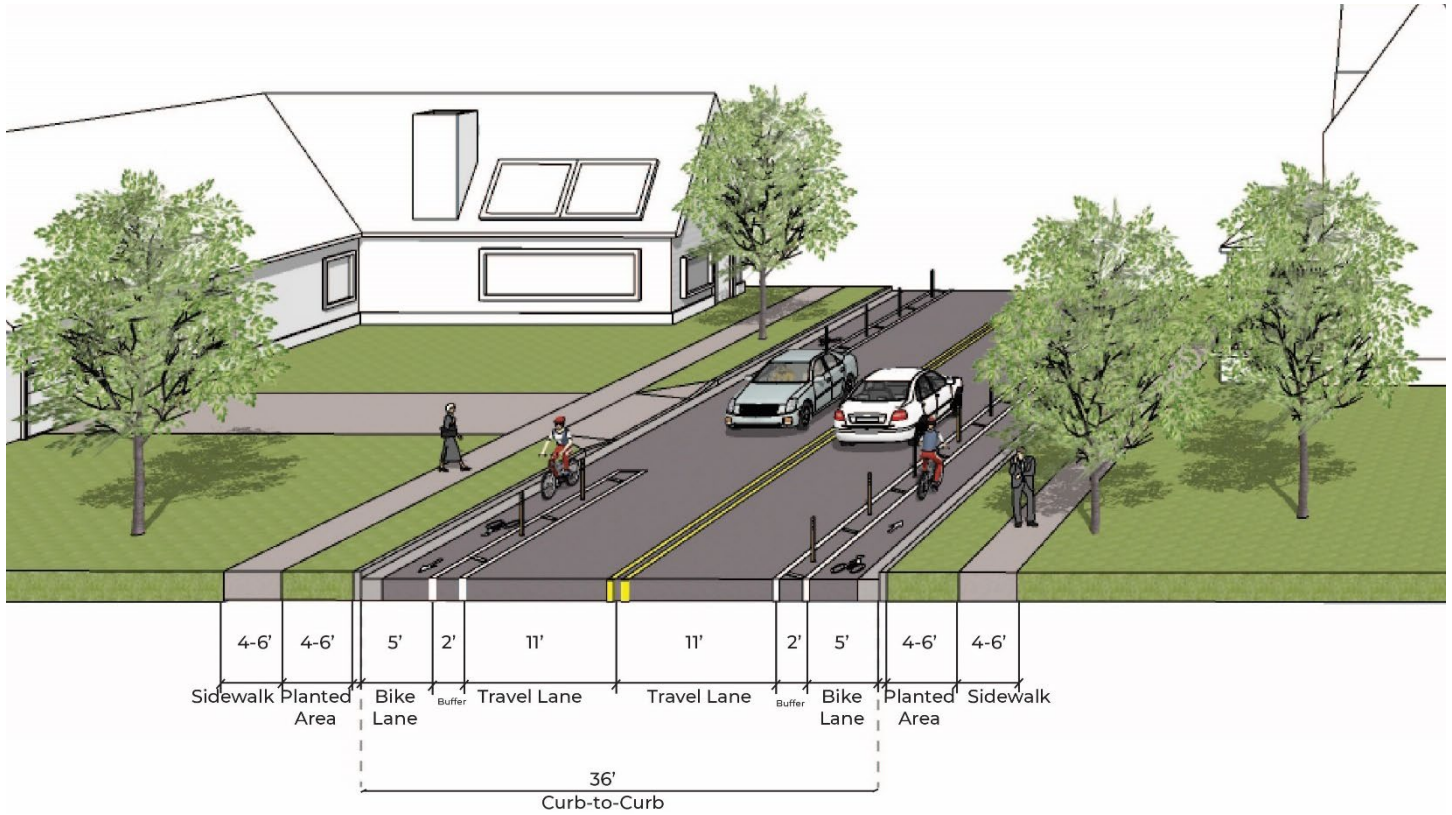 4-6’ 4-6’ 5’ 2’ 11’ 11’ 2’ 5’ 4-6’ 4-6’
Sidewalk Planted Bike Buffer Travel Lane Travel Lane Buffer Bike Planted Sidewalk
Area Lane Lane Area
36’
Curb-to-Curb